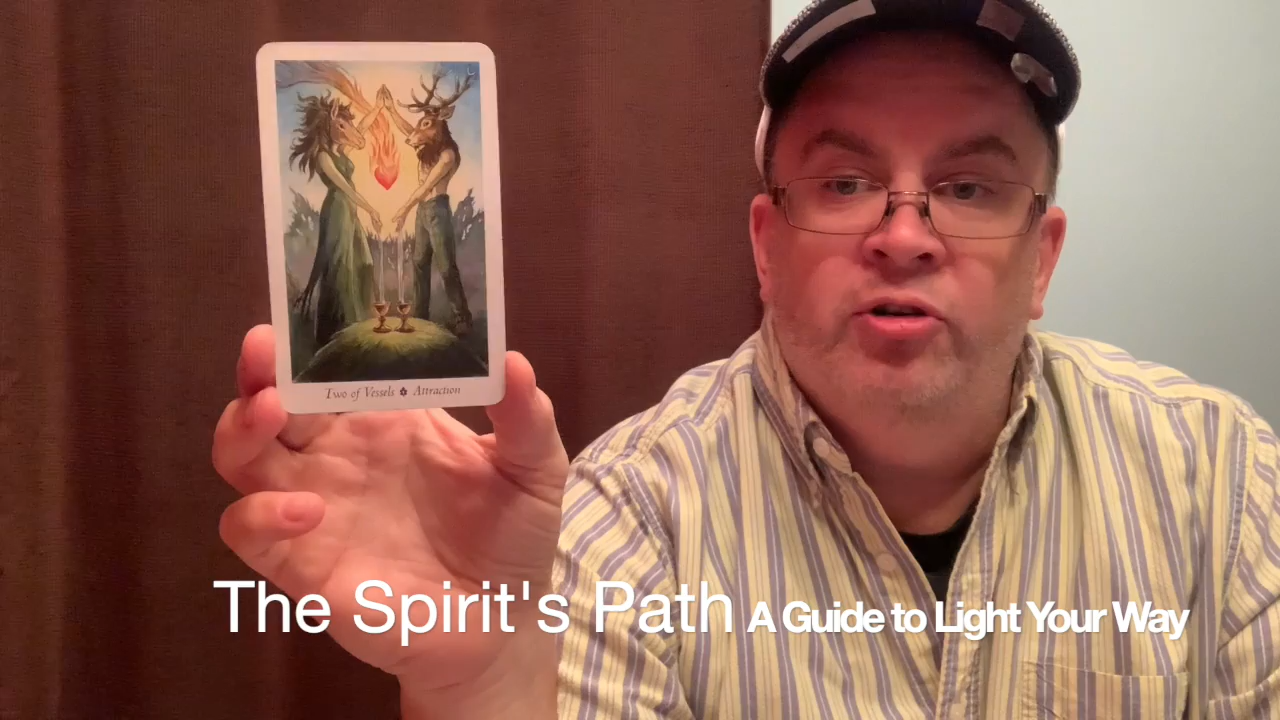 Two of Vessels ✿ Attraction
The Spirit's Path A Guide to Light Your Way